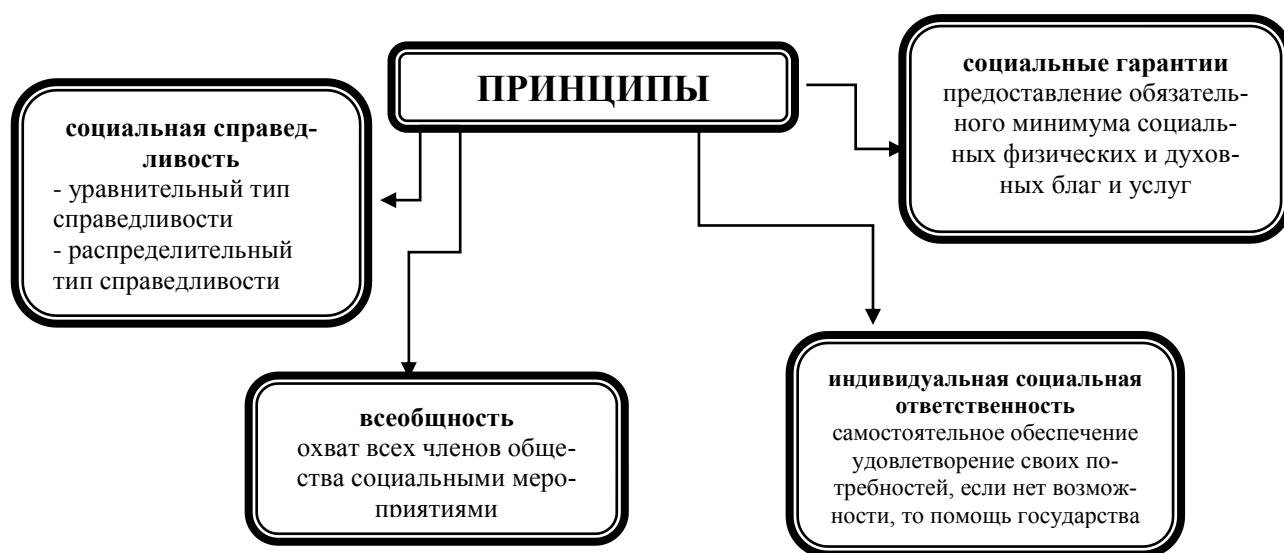 ПРИНЦИПЫ
социальная справед-
ливость
- уравнительный тип
справедливости
- распределительный
тип справедливости
социальные гарантии
предоставление обязатель-
ного минимума социаль-
ных физических и духов-
ных благ и услуг
всеобщность
охват всех членов обще-
ства социальными меро-
приятиями
индивидуальная социальная
ответственность
самостоятельное обеспечение
удовлетворение своих по-
требностей, если нет возмож-
ности, то помощь государства